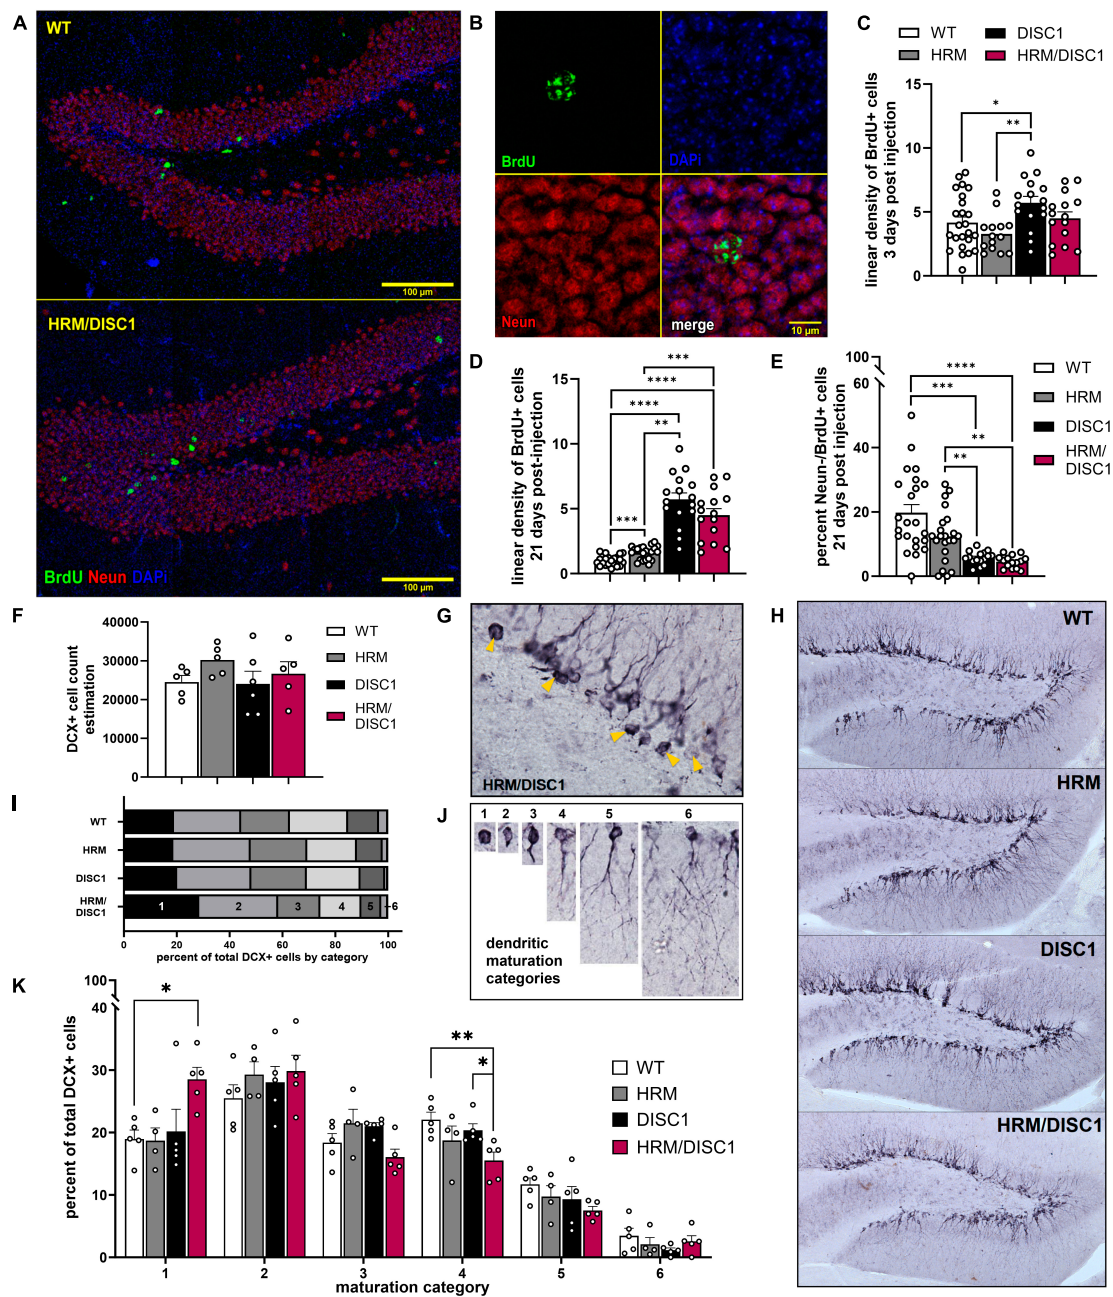 A
WT
100 µm
HRM/DISC1
BrdU Neun DAPi
100 µm
B
BrdU
DAPi
Neun
merge
10 µm
C
WT
DISC1
HRM
HRM/DISC1
linear density of BrdU+ cells
3 days post injection
15
10
5
0
*
**
D
linear density of BrdU+ cells
21 days post-injection
15
10
5
0
***
****
****
**
***
E
percent Neun-/BrdU+ cells
21 days post injection
100
60
40
20
0
****
***
**
**
WT
HRM
DISC1
HRM/
DISC1
F
DCX+ cell count
estimation
40000
30000
20000
10000
0
WT
HRM
DISC1
HRM/
DISC1
G
HRM/DISC1
H
WT
HRM
DISC1
HRM/DISC1
I
WT
HRM
DISC1
HRM/
DISC1
1 2 3 4 5 6
0 20 40 60 80 100
percent of total DCX+ cells by category
J
1 2 3 4 5 6
dendritic
maturation
categories
K
percent of total DCX+ cells
100
40
30
20
10
0
*
**
*
WT
HRM
DISC1
HRM/DISC1
1 2 3 4 5 6
maturation category